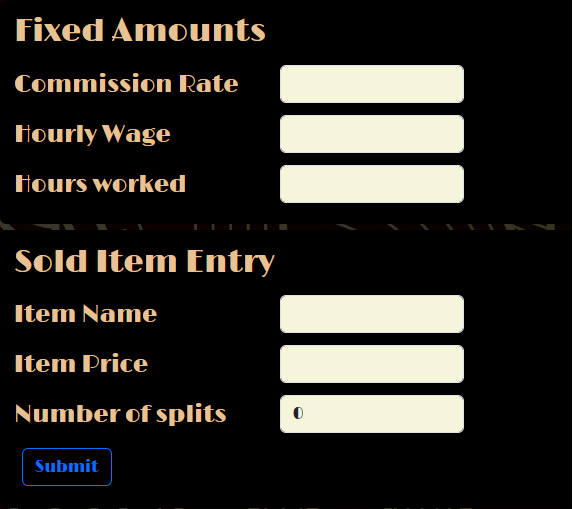 Fixed Amounts
Commission Rate
Hourly Wage
Hours worked
Sold Item Entry
Item Name
Item Price
Number of splits 0
Submit